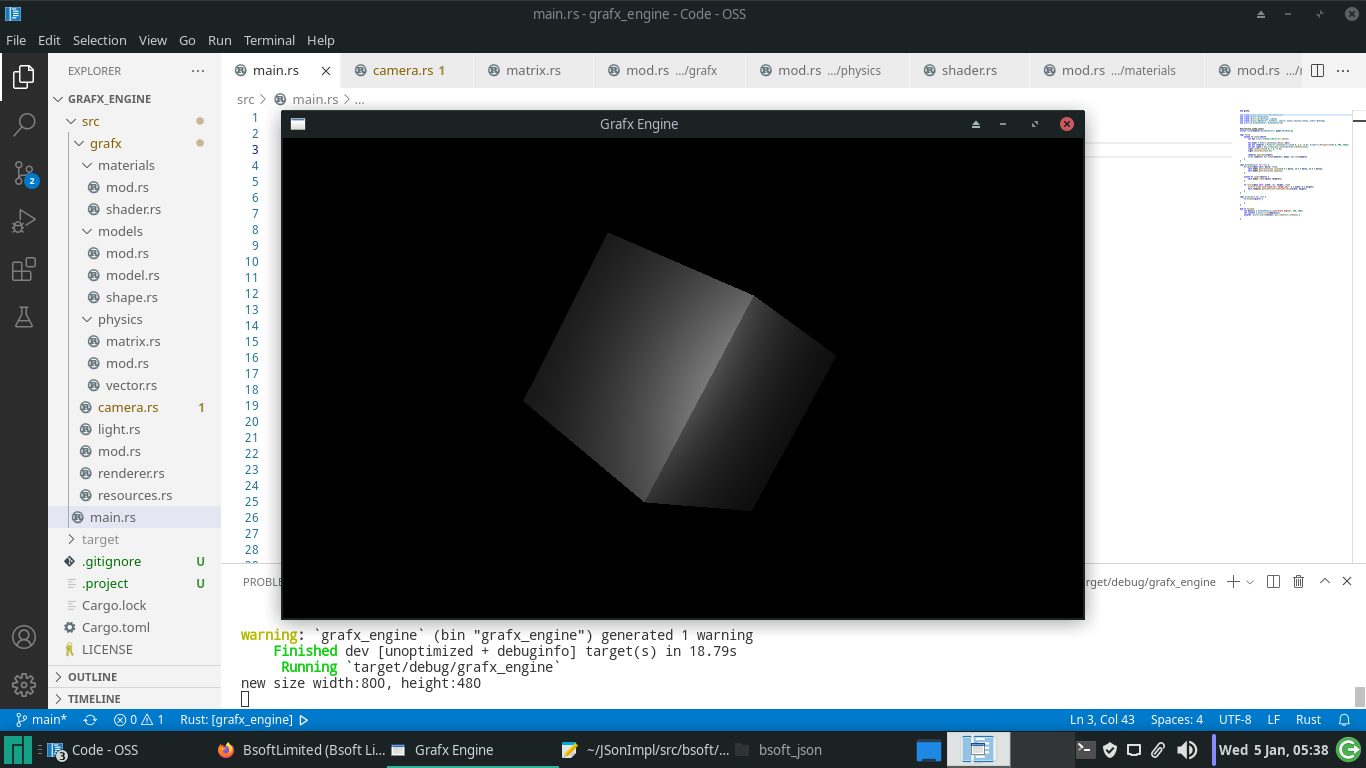 main.rs - grafx_engine - Code - OSS
File Edit Selection View Go Run Terminal Help
EXPLORER
main.rs
camera.rs 1
matrix.rs
mod.rs .../grafx
mod.rs .../physics
shader.rs
mod.rs .../materials
GRAFX_ENGINE
src
grafx
materials
mod.rs
shader.rs
models
mod.rs
model.rs
shape.rs
physics
matrix.rs
mod.rs
vector.rs
camera.rs 1
light.rs
mod.rs
renderer.rs
resources.rs
main.rs
target
.gitignore U
.project U
Cargo.lock
Cargo.toml
LICENSE
OUTLINE
TIMELINE
2
src > main.rs > ...
1
2
3
4
5
6
7
8
9
10
11
12
13
14
15
16
17
18
19
20
21
22
23
24
25
26
27
28
Grafx Engine
warning: `grafx_engine` (bin "grafx_engine") generated 1 warning
Finished dev [unoptimized + debuginfo] target(s) in 18.79s
Running `target/debug/grafx_engine`
new size width:800, height:480
main* 0 1 Rust: [grafx_engine]
Ln 3, Col 43 Spaces: 4 UTF-8 LF Rust
3 Code - OSS
BsoftLimited (Bsoft Li...
Grafx Engine
~/JSonImpl/src/bsoft/...
bsoft_json
Wed 5 Jan, 05:38